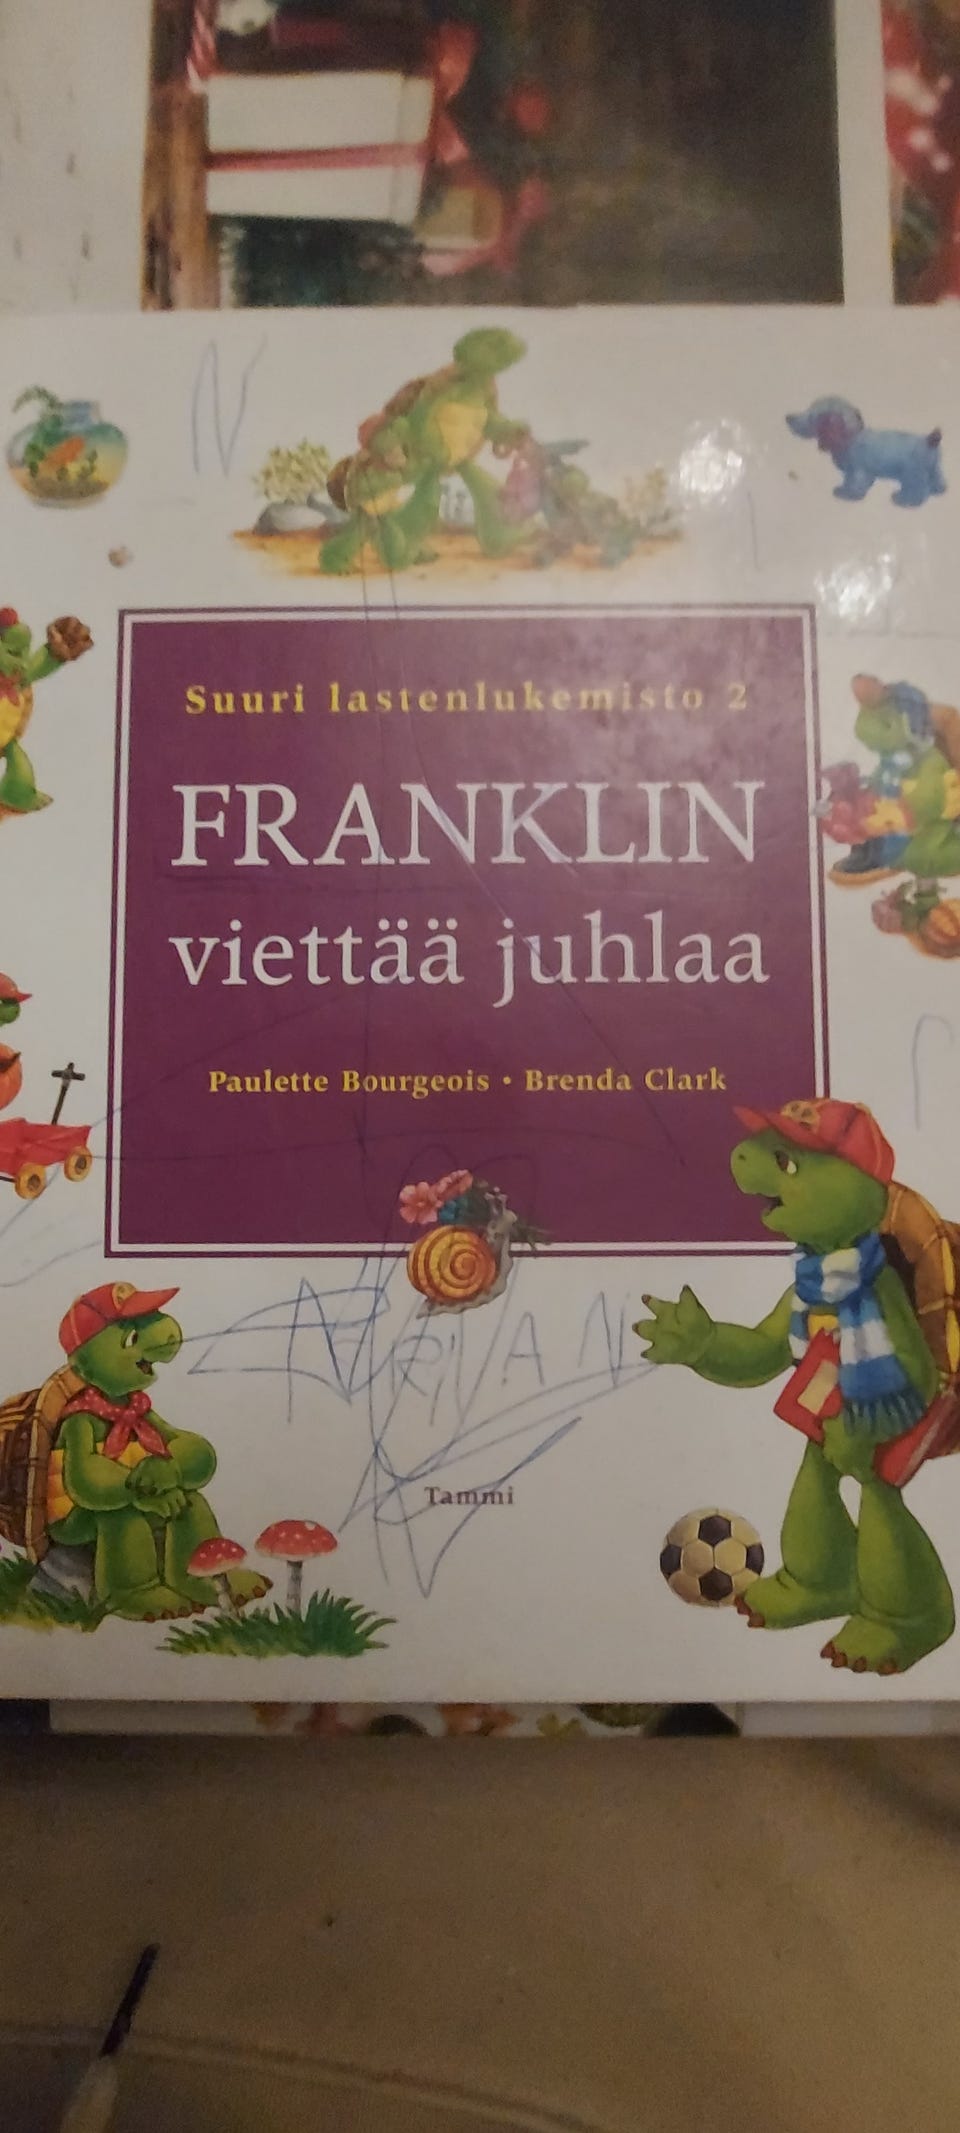 N
Suuri lastenlukemisto 2
FRANKLIN
viettää juhlaa
Paulette Bourgeois • Brenda Clark
Tammi